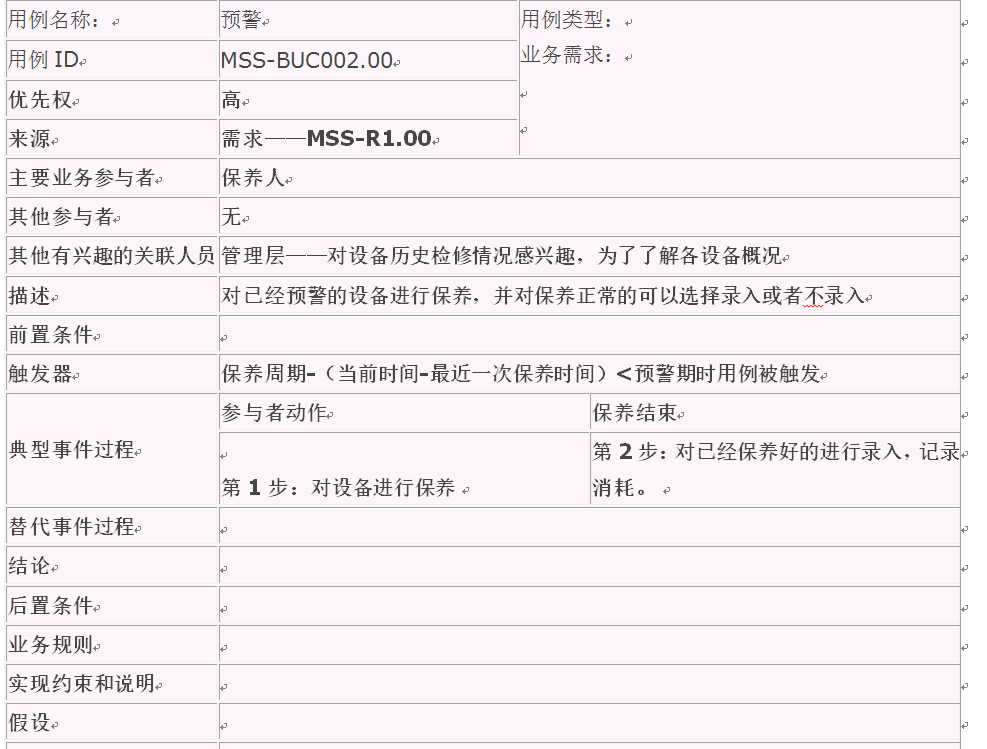 用例名称：
预警
用例类型：
用例 ID
MSS-BUC002.00
业务需求：
优先权
高
来源
需求——MSS-R1.00
主要业务参与者
保养人
其他参与者
无
其他有兴趣的关联人员
管理层——对设备历史检修情况感兴趣，为了了解各设备概况
描述
对已经预警的设备进行保养，并对保养正常的可以选择录入或者不录入
前置条件
触发器
保养周期-（当前时间-最近一次保养时间）<预警期时用例被触发
典型事件过程
参与者动作
保养结束
第 1 步：对设备进行保养
第 2 步：对已经保养好的进行录入，记录
消耗。
替代事件过程
结论
后置条件
业务规则
实现约束和说明
假设